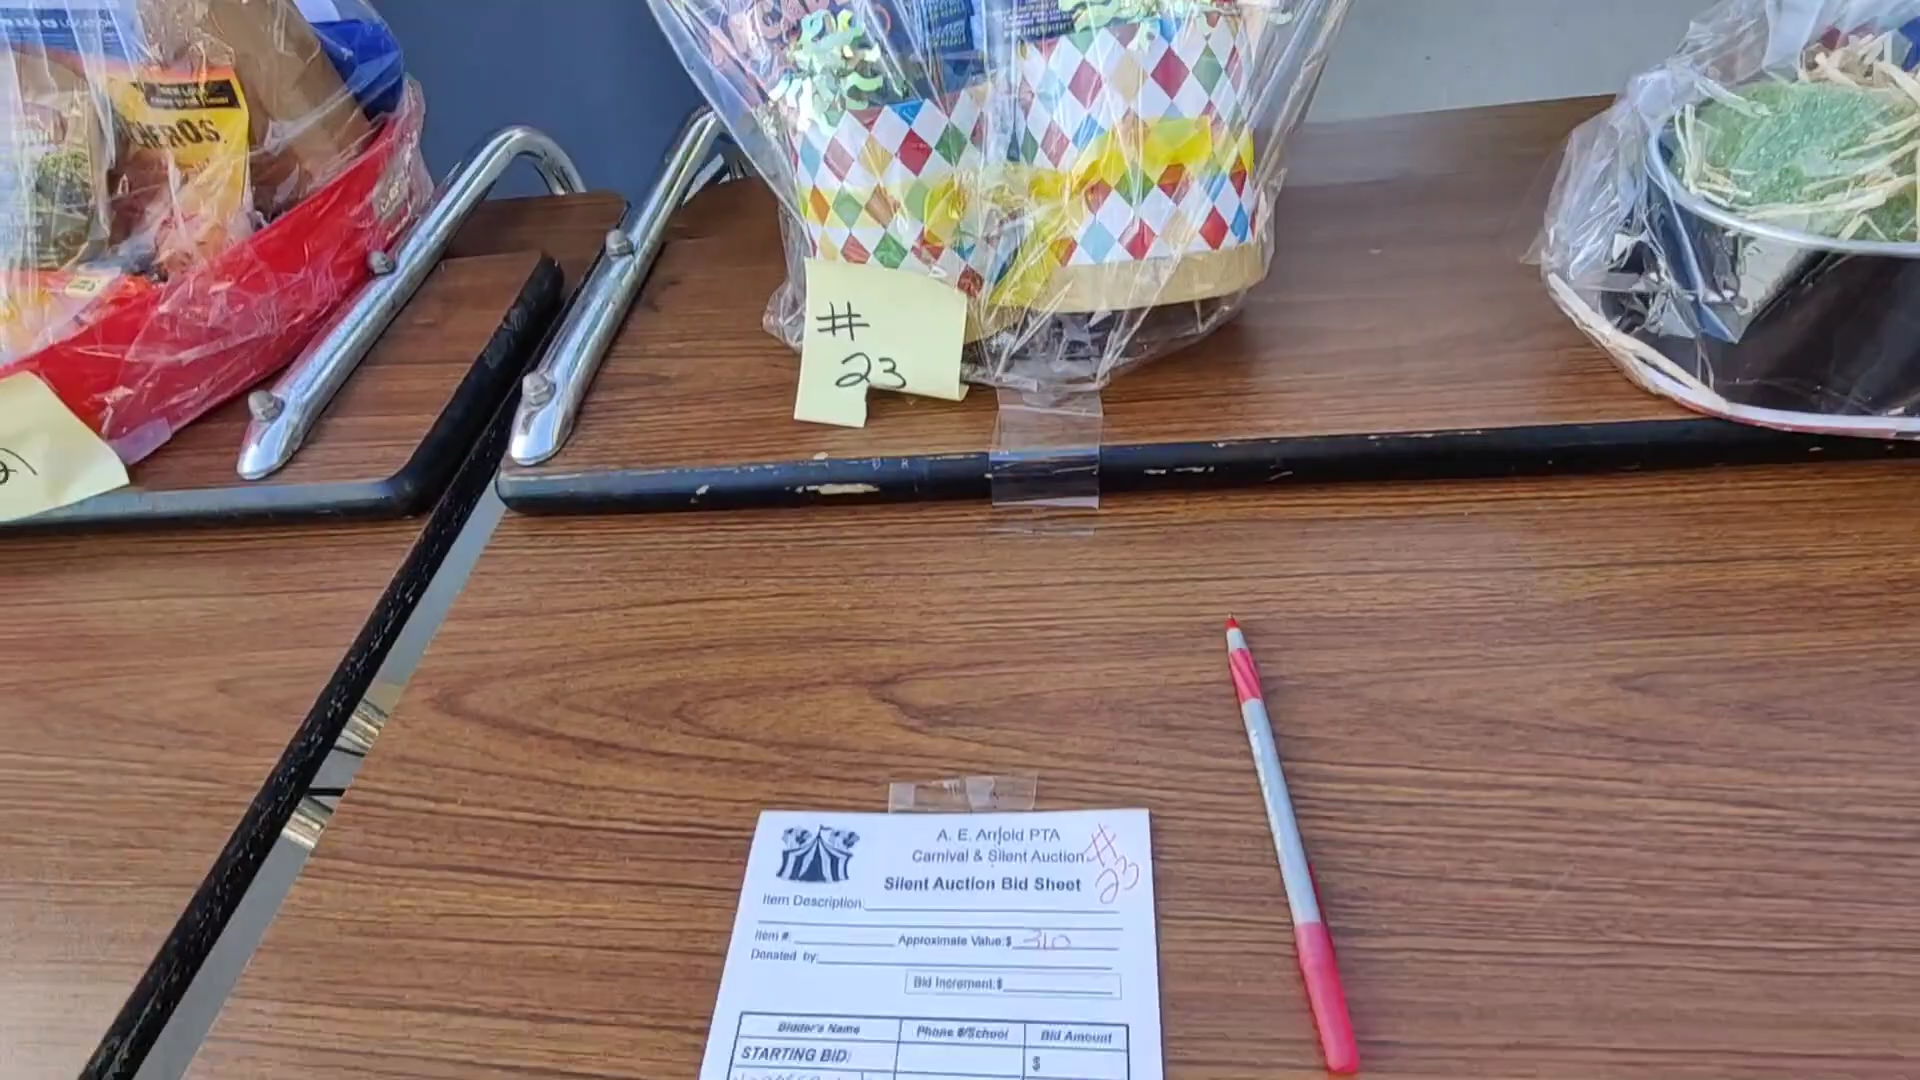 #
23
A. E. Arnold PTA
Carnival & Silent Auction
#
23
Silent Auction Bid Sheet
Item Description:
Item #:
Approximate Value:$ 310
Donated by:
Bid Increment:$
Bidder's Name
Phone #/School
Bid Amount
STARTING BID:
$